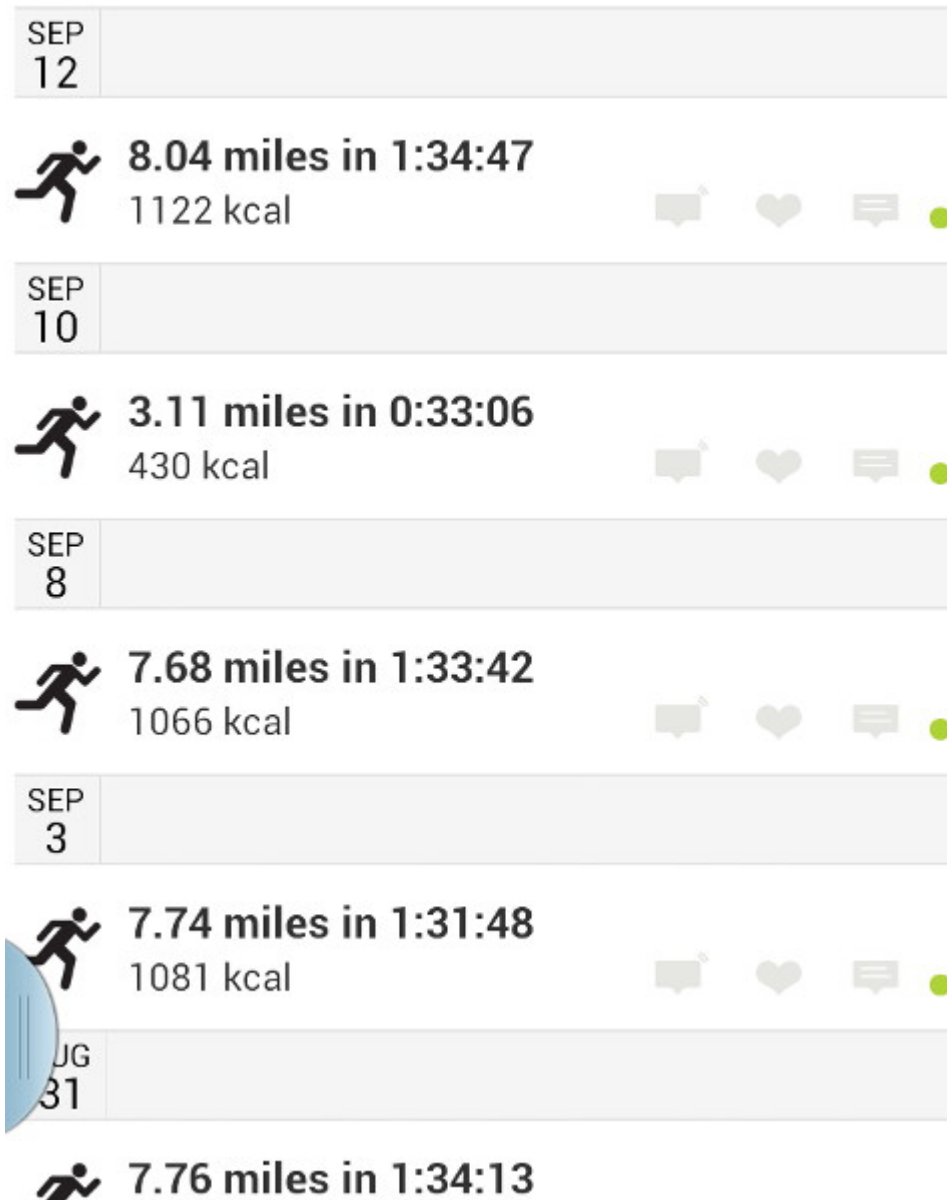 SEP
12
8.04 miles in 1:34:47
1122 kcal
SEP
10
3.11 miles in 0:33:06
430 kcal
SEP
8
7.68 miles in 1:33:42
1066 kcal
SEP
3
7.74 miles in 1:31:48
1081 kcal
UG
31
7.76 miles in 1:34:13